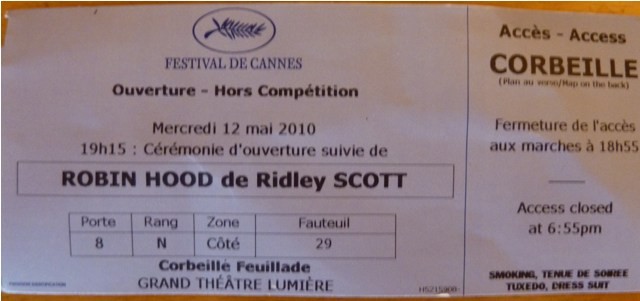 FESTIVAL DE CANNES
Ouverture - Hors Compétition
Mercredi 12 mai 2010
19h15 : Cérémonie d'ouverture suivie de
ROBIN HOOD de Ridley SCOTT
Porte Rang Zone Fauteuil
8 N Côté 29
Corbeille Feuillade
GRAND THÉÂTRE LUMIÈRE
Accès - Access
CORBEILLE
(Plan au verso/Map on the back)
Fermeture de l'accès
aux marches à 18h55
Access closed
at 6:55pm
SMOKING, TENUE DE SOIREE
TUXEDO, DRESS SUIT